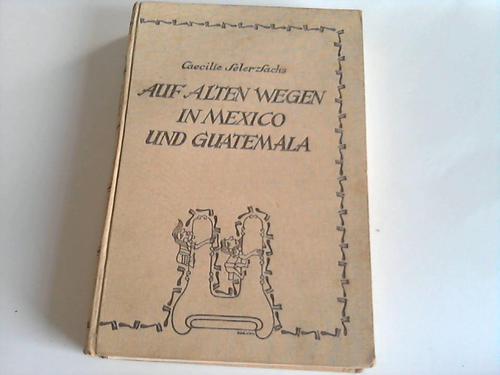 Caecilie Seler-Sachs
AUF ALTEN WEGEN
IN MEXICO
UND GUATEMALA